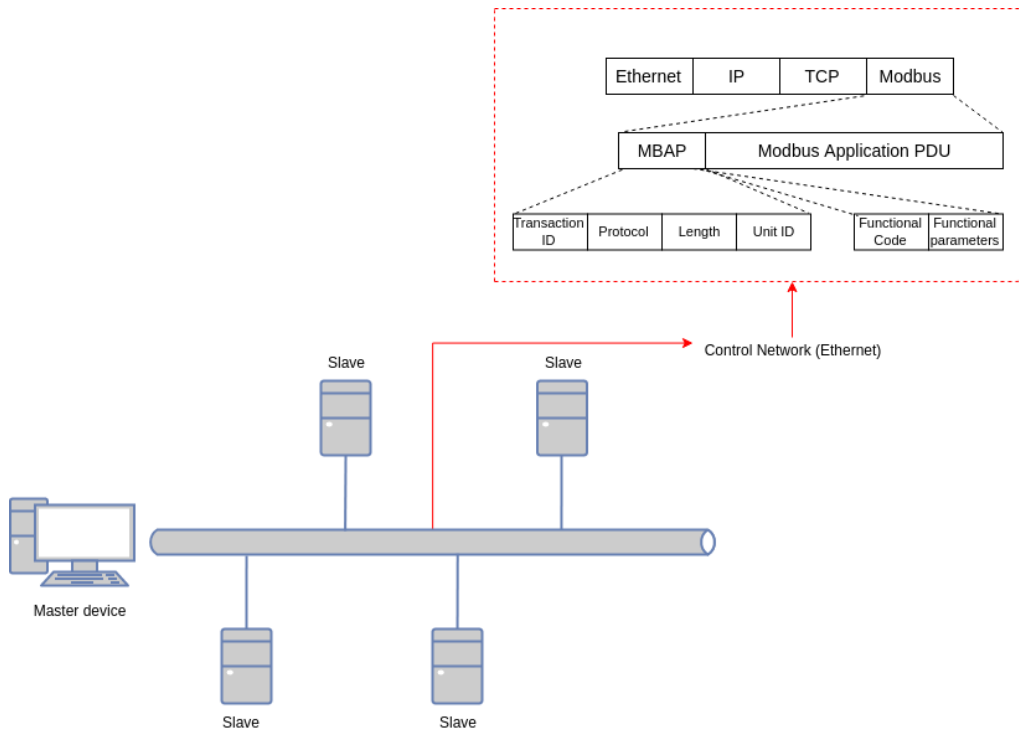 Ethernet IP TCP Modbus
MBAP Modbus Application PDU
Transaction
ID
Protocol
Length
Unit ID
Functional
Code
Functional
parameters
Control Network (Ethernet)
Slave
Slave
Master device
Slave
Slave